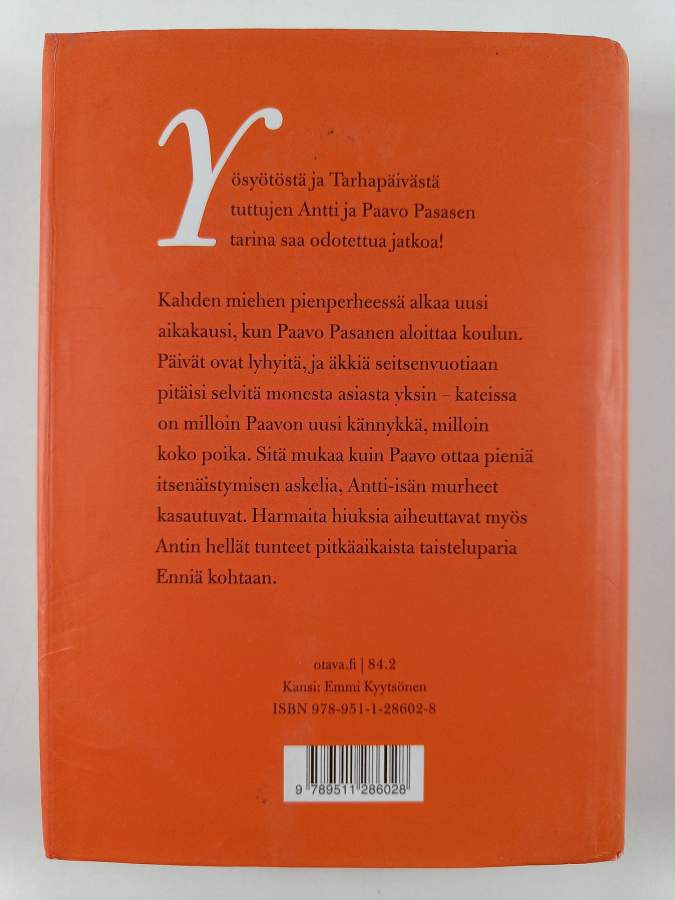 Yösyötöstä ja Tarhapäivästä
tuttujen Antti ja Paavo Pasasen
tarina saa odotettua jatkoa!
Kahden miehen pienperheessä alkaa uusi
aikakausi, kun Paavo Pasanen aloittaa koulun.
Päivät ovat lyhyitä, ja äkkiä seitsenvuotiaan
pitäisi selvitä monesta asiasta yksin – kateissa
on milloin Paavon uusi kännykkä, milloin
koko poika. Sitä mukaa kuin Paavo ottaa pieniä
itsenäistymisen askelia, Antti-isän murheet
kasautuvat. Harmaita hiuksia aiheuttavat myös
Antin hellät tunteet pitkäaikaista taisteluparia
Enniä kohtaan.
otava.fi | 84.2
Kansi: Emmi Kyytsönen
ISBN 978-951-1-28602-8
9 789511 286028